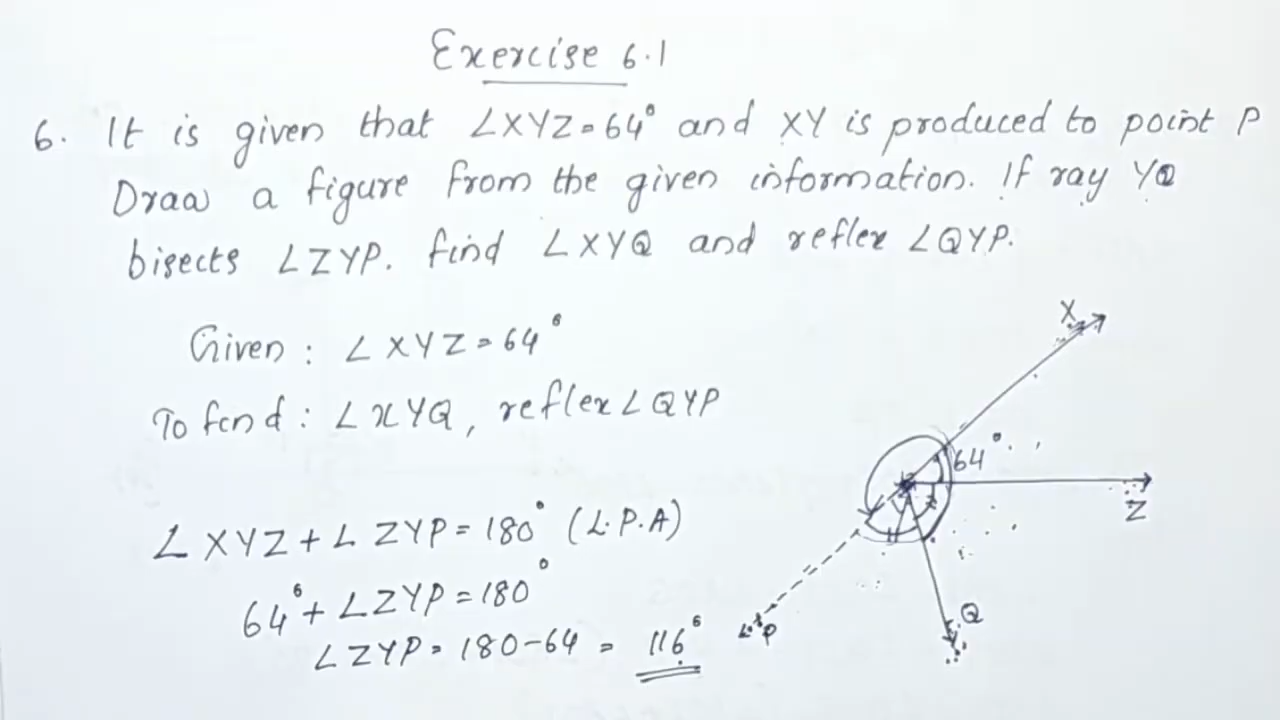 Exercise 6.1
6. It is given that ∠XYZ=64° and XY is produced to point P
Draw a figure from the given information. If ray YQ
bisects ∠ZYP. find ∠XYQ and reflex ∠QYP.
Given: ∠XYZ=64°
To find: ∠XYQ, reflex∠QYP
∠XYZ+∠ZYP=180° (L.P.A)
64°+∠ZYP=180°
∠ZYP=180-64 = 116°
X
64°
Y
Z
Q
P